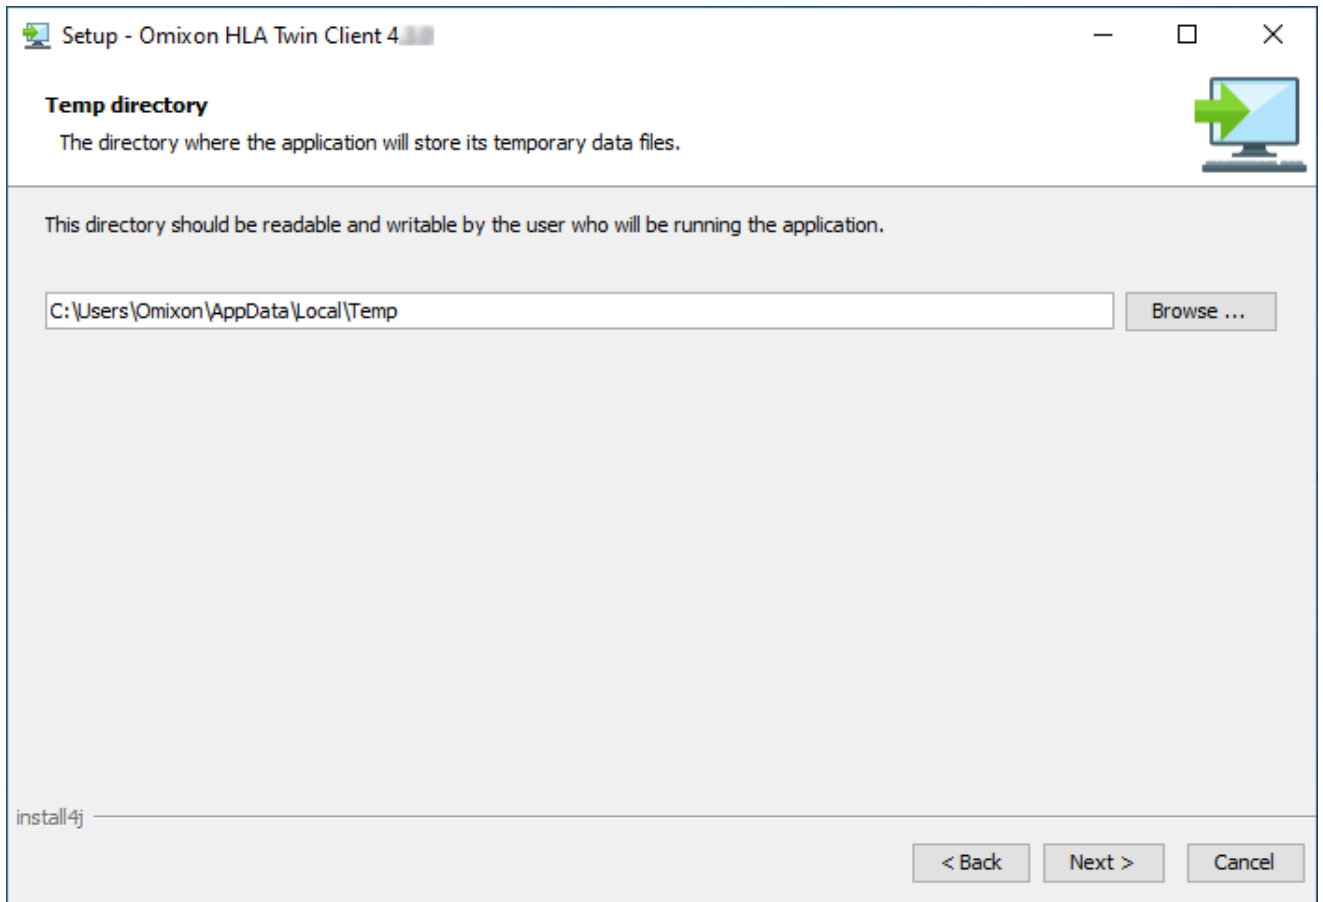 Setup - Omixon HLA Twin Client 4
Temp directory
The directory where the application will store its temporary data files.
This directory should be readable and writable by the user who will be running the application.
C:\Users\Omixon\AppData\Local\Temp
Browse ...
install4j
< Back
Next >
Cancel